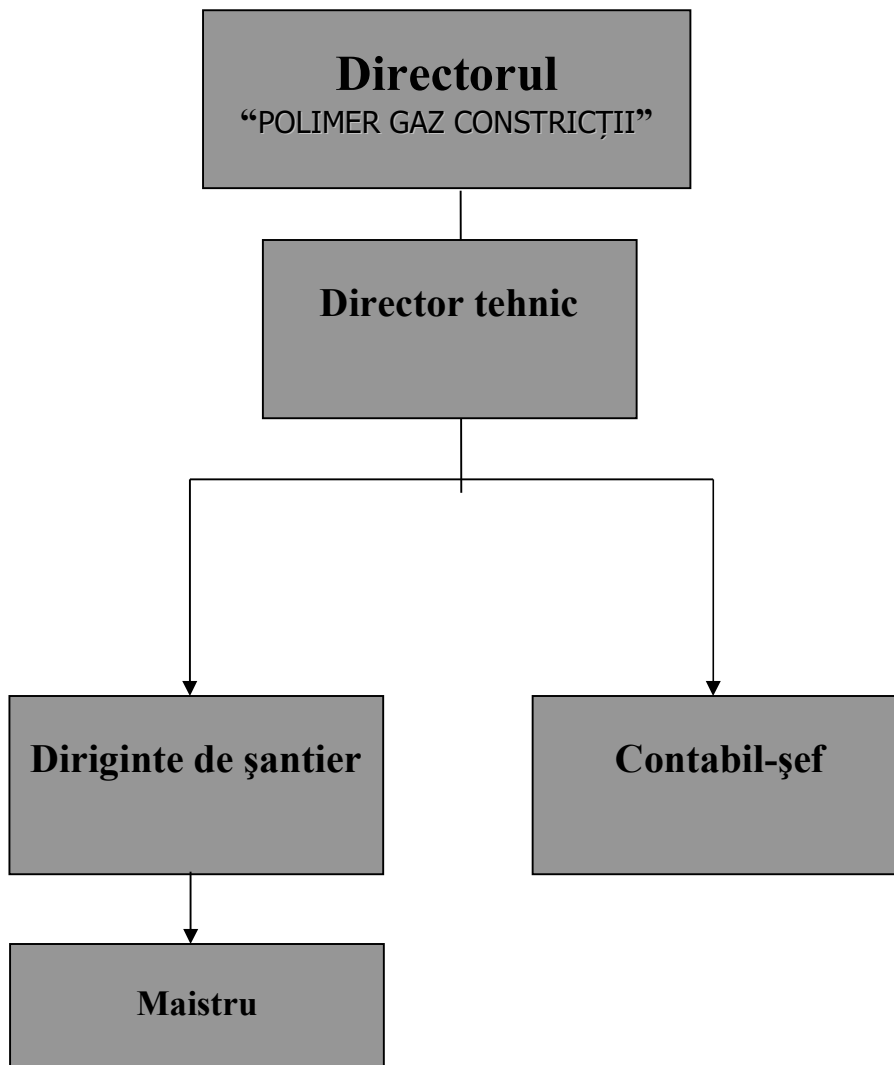 Directorul
“POLIMER GAZ CONSTRICȚII”
Director tehnic
Diriginte de şantier
Contabil-şef
Maistru